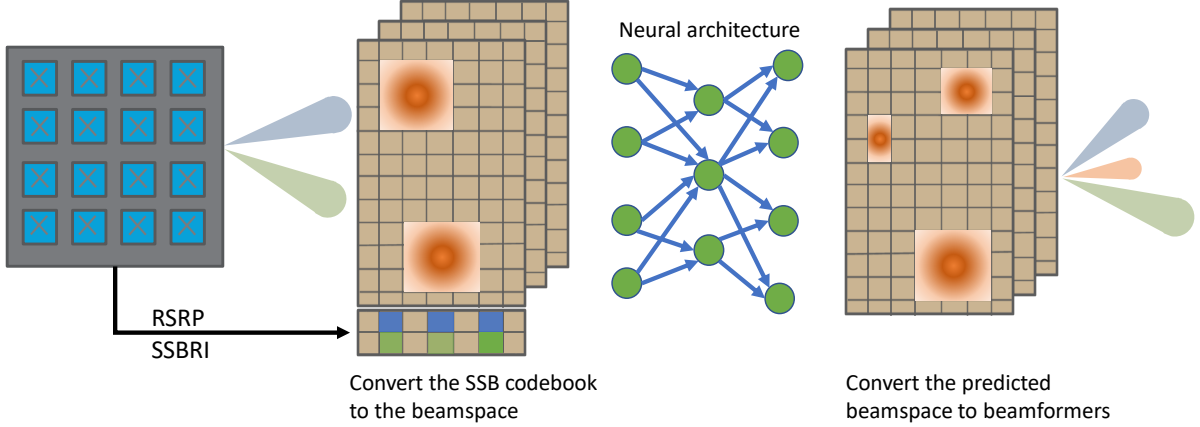 Neural architecture
RSRP
SSBRI
Convert the SSB codebook
to the beamspace
Convert the predicted
beamspace to beamformers